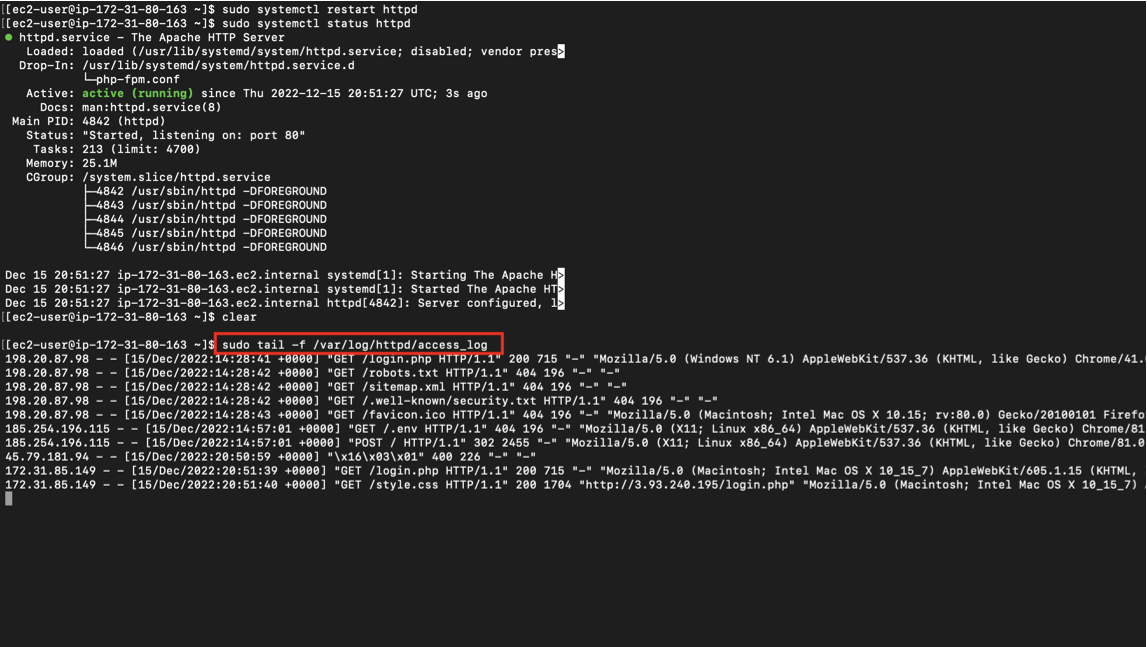 [[ec2-user@ip-172-31-80-163 ~]$ sudo systemctl restart httpd
[[ec2-user@ip-172-31-80-163 ~]$ sudo systemctl status httpd
● httpd.service - The Apache HTTP Server
Loaded: loaded (/usr/lib/systemd/system/httpd.service; disabled; vendor pres>
Drop-In: /usr/lib/systemd/system/httpd.service.d
└─php-fpm.conf
Active: active (running) since Thu 2022-12-15 20:51:27 UTC; 3s ago
Docs: man:httpd.service(8)
Main PID: 4842 (httpd)
Status: "Started, listening on: port 80"
Tasks: 213 (limit: 4700)
Memory: 25.1M
CGroup: /system.slice/httpd.service
├─4842 /usr/sbin/httpd -DFOREGROUND
├─4843 /usr/sbin/httpd -DFOREGROUND
├─4844 /usr/sbin/httpd -DFOREGROUND
├─4845 /usr/sbin/httpd -DFOREGROUND
└─4846 /usr/sbin/httpd -DFOREGROUND
Dec 15 20:51:27 ip-172-31-80-163.ec2.internal systemd[1]: Starting The Apache H>
Dec 15 20:51:27 ip-172-31-80-163.ec2.internal systemd[1]: Started The Apache HT>
Dec 15 20:51:27 ip-172-31-80-163.ec2.internal httpd[4842]: Server configured, l>
[[ec2-user@ip-172-31-80-163 ~]$ clear
[[ec2-user@ip-172-31-80-163 ~]$ sudo tail -f /var/log/httpd/access_log
198.20.87.98 - - [15/Dec/2022:14:28:41 +0000] "GET /login.php HTTP/1.1" 200 715 "-" "Mozilla/5.0 (Windows NT 6.1) AppleWebKit/537.36 (KHTML, like Gecko) Chrome/41.0
198.20.87.98 - - [15/Dec/2022:14:28:42 +0000] "GET /robots.txt HTTP/1.1" 404 196 "-" "-"
198.20.87.98 - - [15/Dec/2022:14:28:42 +0000] "GET /sitemap.xml HTTP/1.1" 404 196 "-" "-"
198.20.87.98 - - [15/Dec/2022:14:28:42 +0000] "GET /.well-known/security.txt HTTP/1.1" 404 196 "-" "-"
198.20.87.98 - - [15/Dec/2022:14:28:43 +0000] "GET /favicon.ico HTTP/1.1" 404 196 "-" "Mozilla/5.0 (Macintosh; Intel Mac OS X 10.15; rv:80.0) Gecko/20100101 Firefo
185.254.196.115 - - [15/Dec/2022:14:57:01 +0000] "GET /.env HTTP/1.1" 404 196 "-" "Mozilla/5.0 (X11; Linux x86_64) AppleWebKit/537.36 (KHTML, like Gecko) Chrome/81
185.254.196.115 - - [15/Dec/2022:14:57:01 +0000] "POST / HTTP/1.1" 302 2455 "-" "Mozilla/5.0 (X11; Linux x86_64) AppleWebKit/537.36 (KHTML, like Gecko) Chrome/81.0
45.79.181.94 - - [15/Dec/2022:20:50:59 +0000] "\x16\x03\x01" 400 226 "-" "-"
172.31.85.149 - - [15/Dec/2022:20:51:39 +0000] "GET /login.php HTTP/1.1" 200 715 "-" "Mozilla/5.0 (Macintosh; Intel Mac OS X 10_15_7) AppleWebKit/605.1.15 (KHTML,
172.31.85.149 - - [15/Dec/2022:20:51:40 +0000] "GET /style.css HTTP/1.1" 200 1704 "http://3.93.240.195/login.php" "Mozilla/5.0 (Macintosh; Intel Mac OS X 10_15_7)